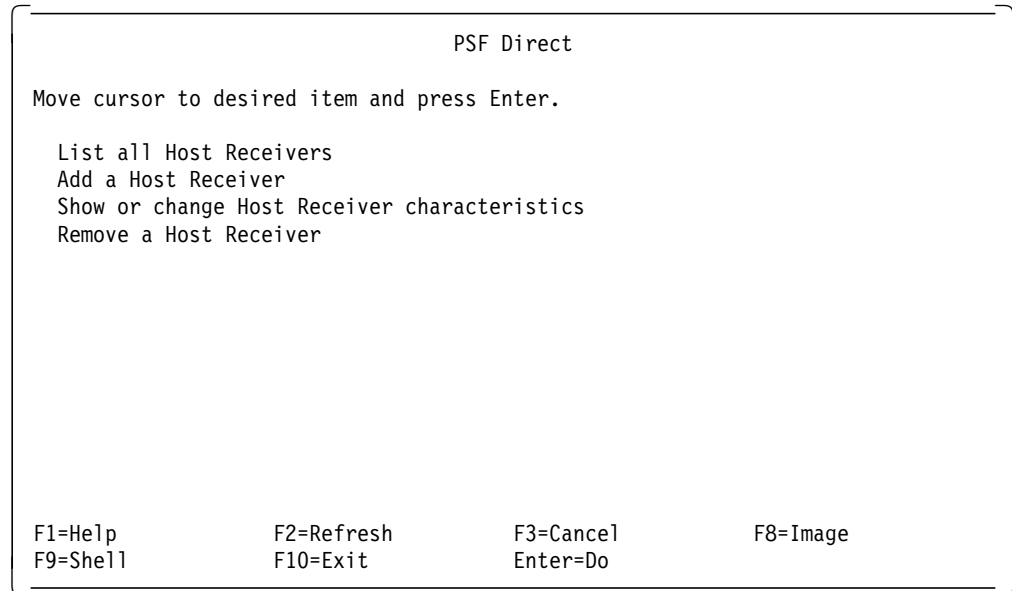 PSF Direct
Move cursor to desired item and press Enter.
List all Host Receivers
Add a Host Receiver
Show or change Host Receiver characteristics
Remove a Host Receiver
F1=Help F2=Refresh F3=Cancel F8=Image
F9=Shell F10=Exit Enter=Do